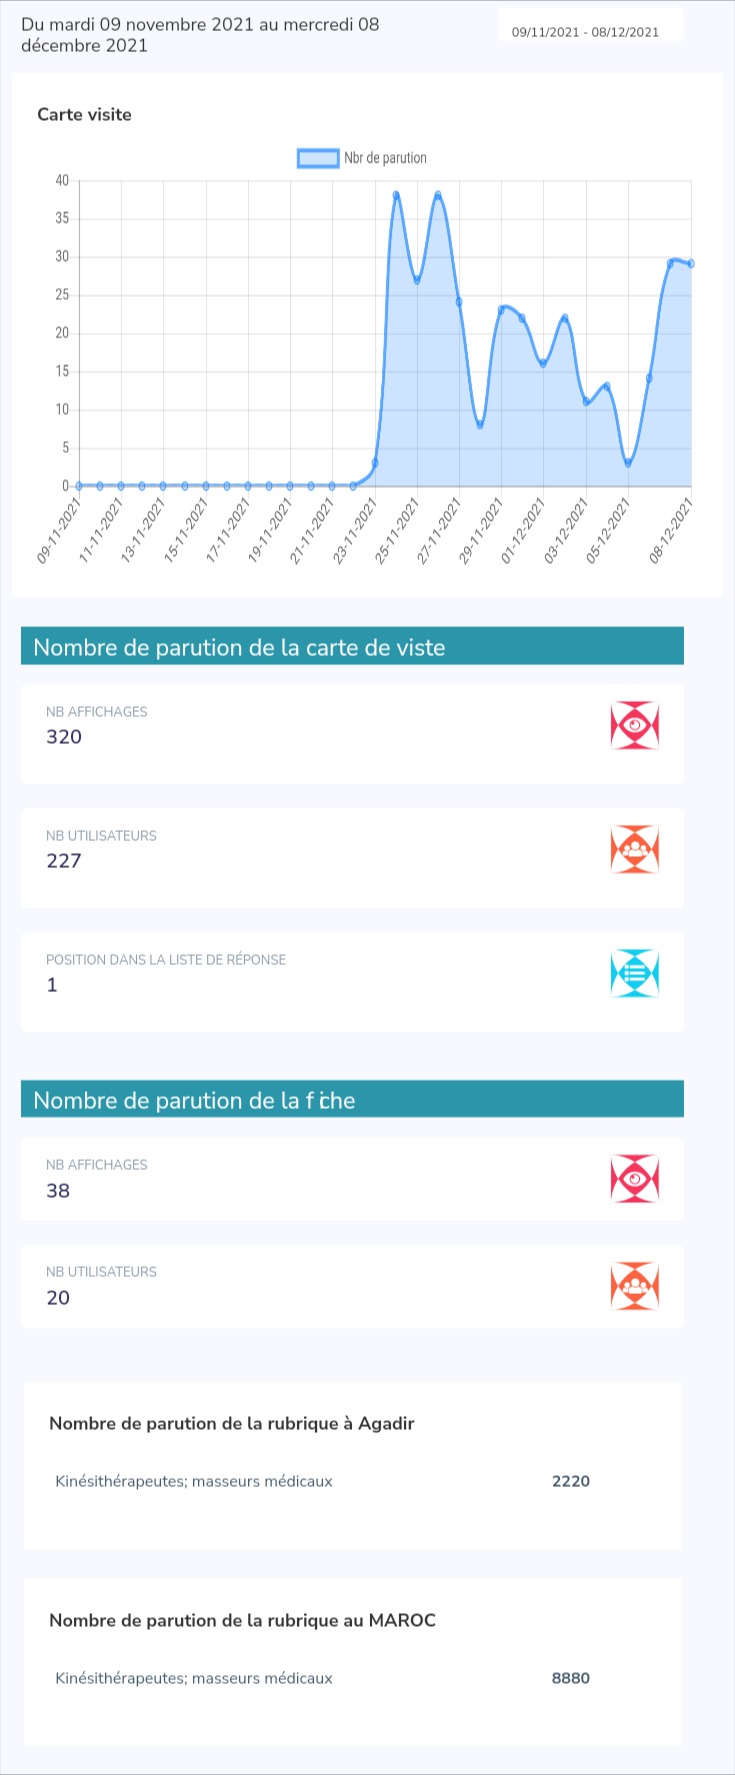 Du mardi 09 novembre 2021 au mercredi 08
décembre 2021
09/11/2021 - 08/12/2021
Carte visite
Nbr de parution
40
35
30
25
20
15
10
5
0
09-11-2021
11-11-2021
13-11-2021
15-11-2021
17-11-2021
19-11-2021
21-11-2021
23-11-2021
25-11-2021
27-11-2021
29-11-2021
01-12-2021
03-12-2021
05-12-2021
08-12-2021
Nombre de parution de la carte de viste
NB AFFICHAGES
320
NB UTILISATEURS
227
POSITION DANS LA LISTE DE RÉPONSE
1
Nombre de parution de la fiche
NB AFFICHAGES
38
NB UTILISATEURS
20
Nombre de parution de la rubrique à Agadir
Kinésithérapeutes; masseurs médicaux 2220
Nombre de parution de la rubrique au MAROC
Kinésithérapeutes; masseurs médicaux 8880